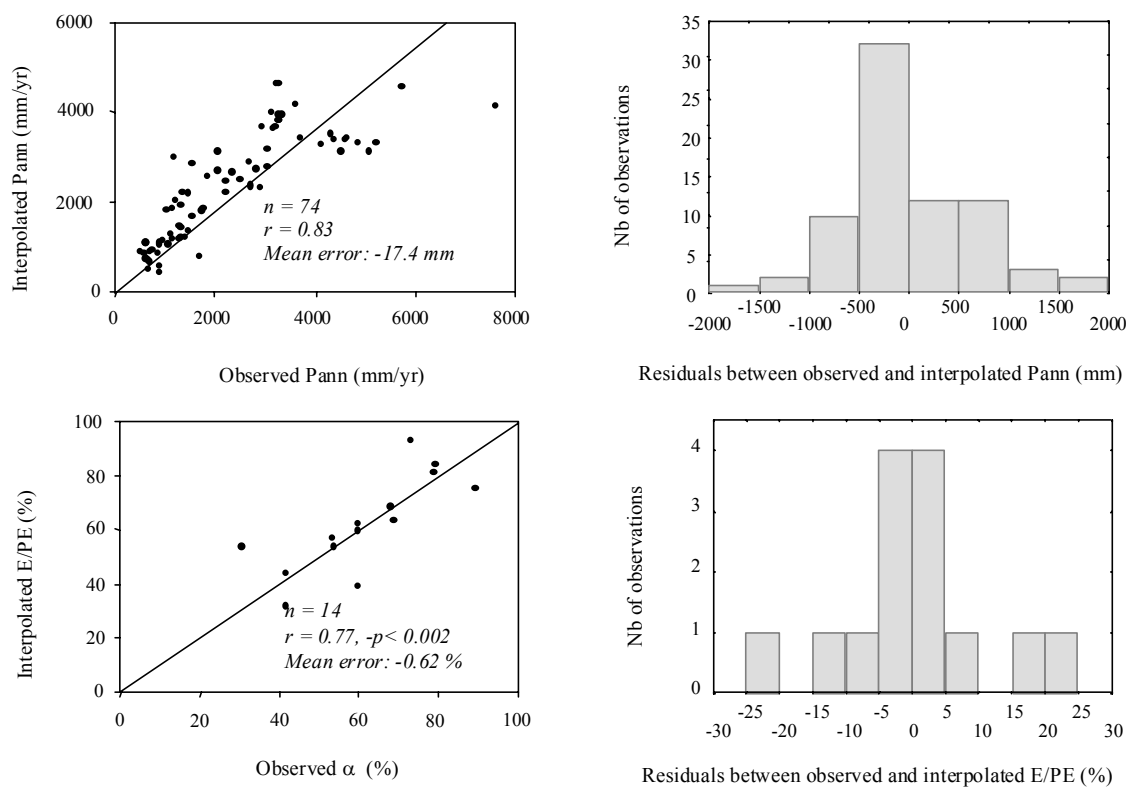 6000
4000
2000
0
Interpolated Pann (mm/yr)
n = 74
r = 0.83
Mean error: -17.4 mm
0 2000 4000 6000 8000
Observed Pann (mm/yr)
35
30
25
20
15
10
5
0
Nb of observations
-1500 -500 500 1500
-2000 -1000 0 1000 2000
Residuals between observed and interpolated Pann (mm)
100
80
60
40
20
0
Interpolated E/PE (%)
n = 14
r = 0.77, -p< 0.002
Mean error: -0.62 %
0 20 40 60 80 100
Observed α (%)
4
3
2
1
0
Nb of observations
-25 -15 -5 5 15 25
-30 -20 -10 0 10 20 30
Residuals between observed and interpolated E/PE (%)